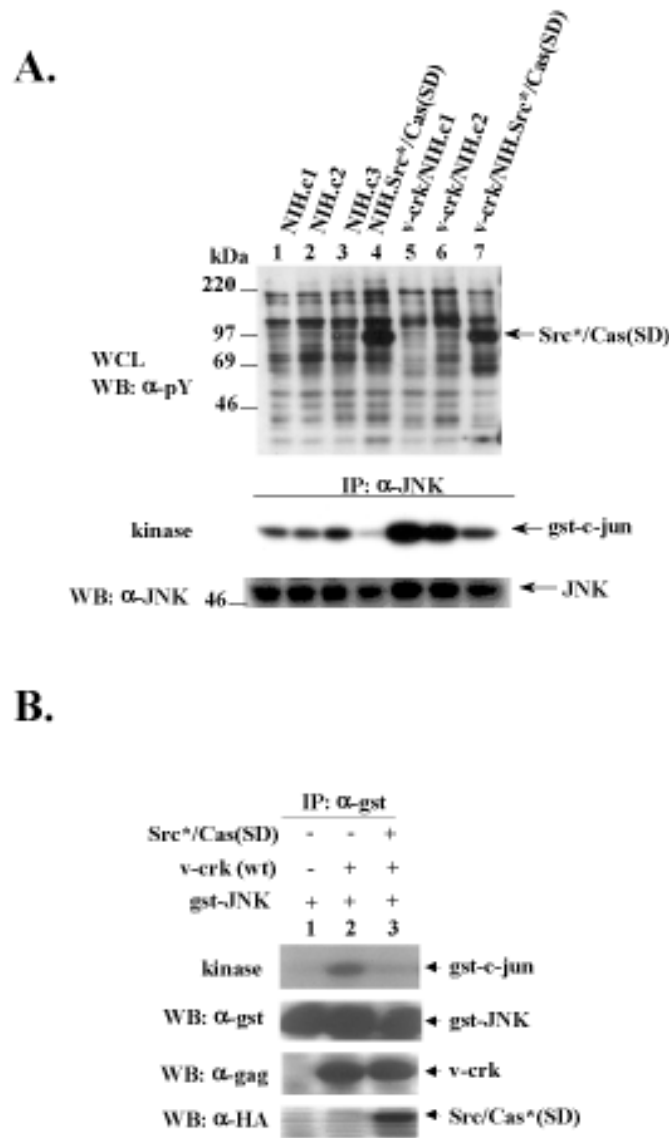 A.
NIH.c1
NIH.c2
NIH.c3
NIH.Src*/Cas(SD)
v-crk/NIH.c1
v-crk/NIH.c2
v-crk/NIH.Src*/Cas(SD)
kDa 1 2 3 4 5 6 7
220
97
69
46
WCL
WB: α-pY
Src*/Cas(SD)
IP: α-JNK
kinase gst-c-jun
WB: α-JNK 46 JNK
B.
IP: α-gst
Src*/Cas(SD) - - +
v-crk (wt) - + +
gst-JNK + + +
1 2 3
kinase gst-c-jun
WB: α-gst gst-JNK
WB: α-gag v-crk
WB: α-HA Src/Cas*(SD)